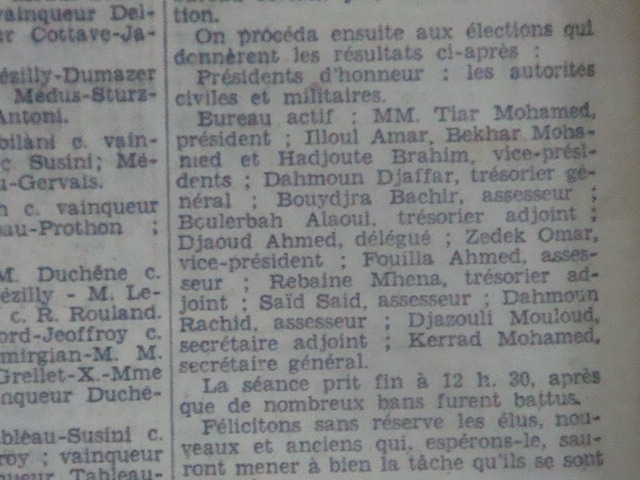 vainqueur Del-
er Cottave-Ja-
ézilly-Dumazer
Médus-Sturz-
Antoni.
bilani c. vain-
c. Susini; Mé-
u-Gervais.
h c. vainqueur
eau-Prothon ;
M. Duchêne c.
ézilly - M. Le-
c. R. Rouland.
ord-Jeoffroy c.
mirgian-M. M.
Grellet-X.-Mme
inqueur Duché-
ableau-Susini c.
roy ; vainqueur
ueur Tableau-
tion.
On procéda ensuite aux élections qui
donnèrent les résultats ci-après :
Présidents d'honneur : les autorités
civiles et militaires.
Bureau actif : MM. Tiar Mohamed,
président ; Illoul Amar, Bekhar Moha-
med et Hadjoute Brahim, vice-prési-
dents ; Dahmoun Djaffar, trésorier gé-
néral ; Bouydjra Bachir, assesseur ;
Boulerbah Alaoui, trésorier adjoint ;
Djaoud Ahmed, délégué ; Zedek Omar,
vice-président ; Fouilla Ahmed, asses-
seur ; Rebaine Mhena, trésorier ad-
joint ; Saïd Said, assesseur ; Dahmoun
Rachid, assesseur ; Djazouli Mouloud,
secrétaire adjoint ; Kerrad Mohamed,
secrétaire général.
La séance prit fin à 12 h. 30, après
que de nombreux bans furent battus.
Félicitons sans réserve les élus, nou-
veaux et anciens qui, espérons-le, sau-
ront mener à bien la tâche qu'ils se sont